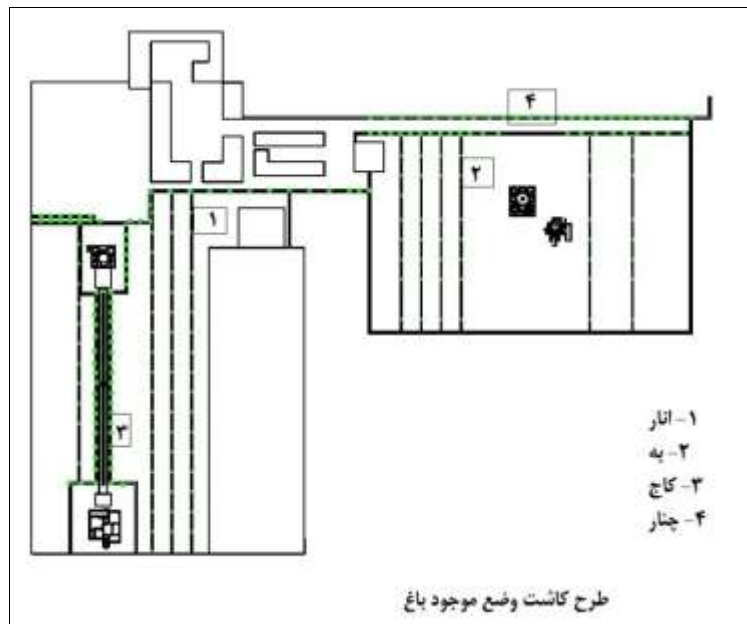 ۴
۲
۱
۳
۱- انار
۲- به
۳- کاج
۴- چنار
طرح کاشت وضع موجود باغ